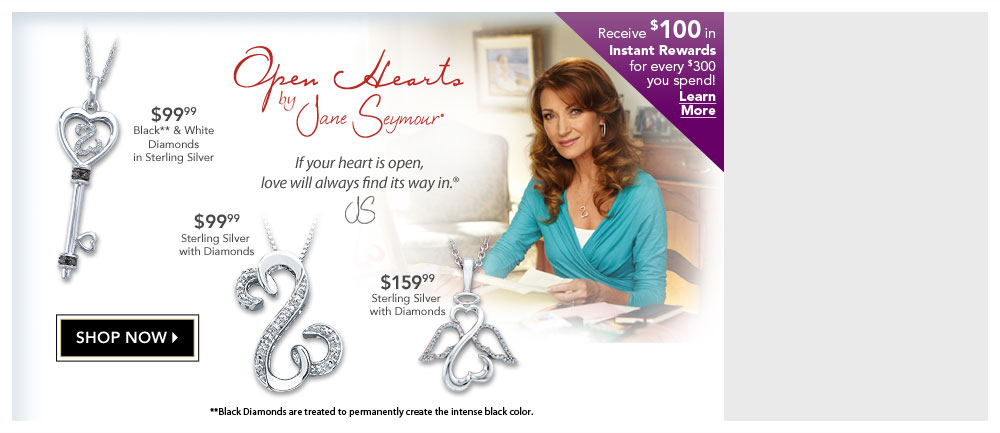 Open Hearts
by Jane Seymour®
If your heart is open,
love will always find its way in.®
JS
Receive $100 in
Instant Rewards
for every $300
you spend!
Learn
More
$99⁹⁹
Black** & White
Diamonds
in Sterling Silver
$99⁹⁹
Sterling Silver
with Diamonds
$159⁹⁹
Sterling Silver
with Diamonds
SHOP NOW
**Black Diamonds are treated to permanently create the intense black color.